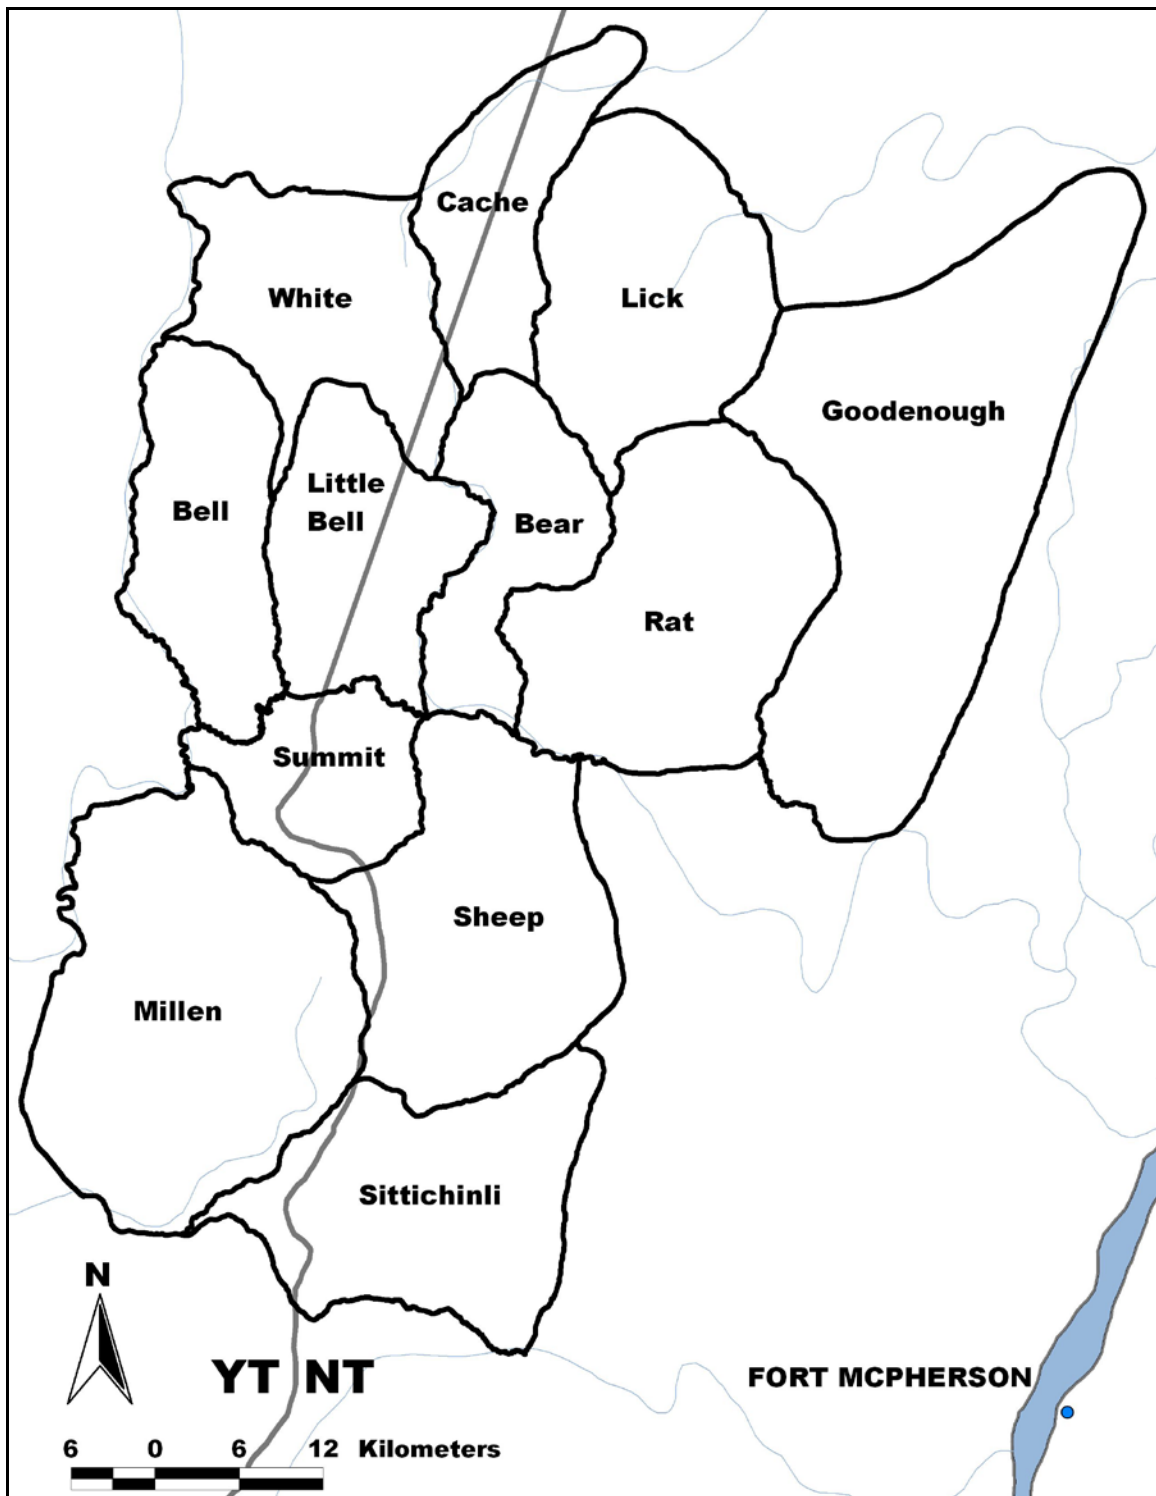 Cache
White
Lick
Goodenough
Little
Bell
Bell
Bear
Rat
Summit
Sheep
Millen
Sittichinli
N
YT NT
FORT MCPHERSON
6 0 6 12 Kilometers